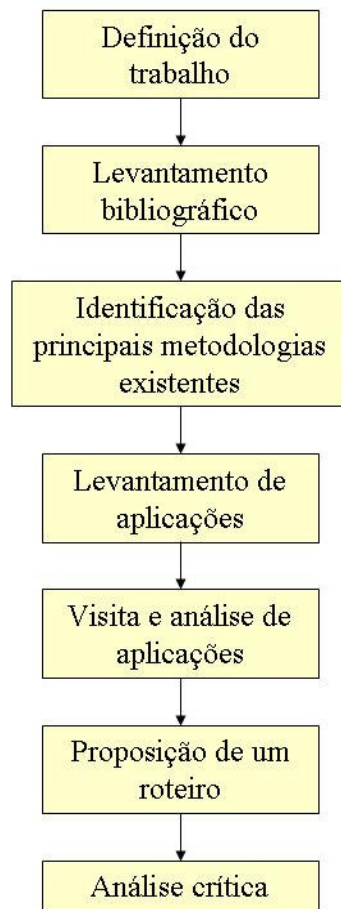 Definição do
trabalho
Levantamento
bibliográfico
Identificação das
principais metodologias
existentes
Levantamento de
aplicações
Visita e análise de
aplicações
Proposição de um
roteiro
Análise crítica